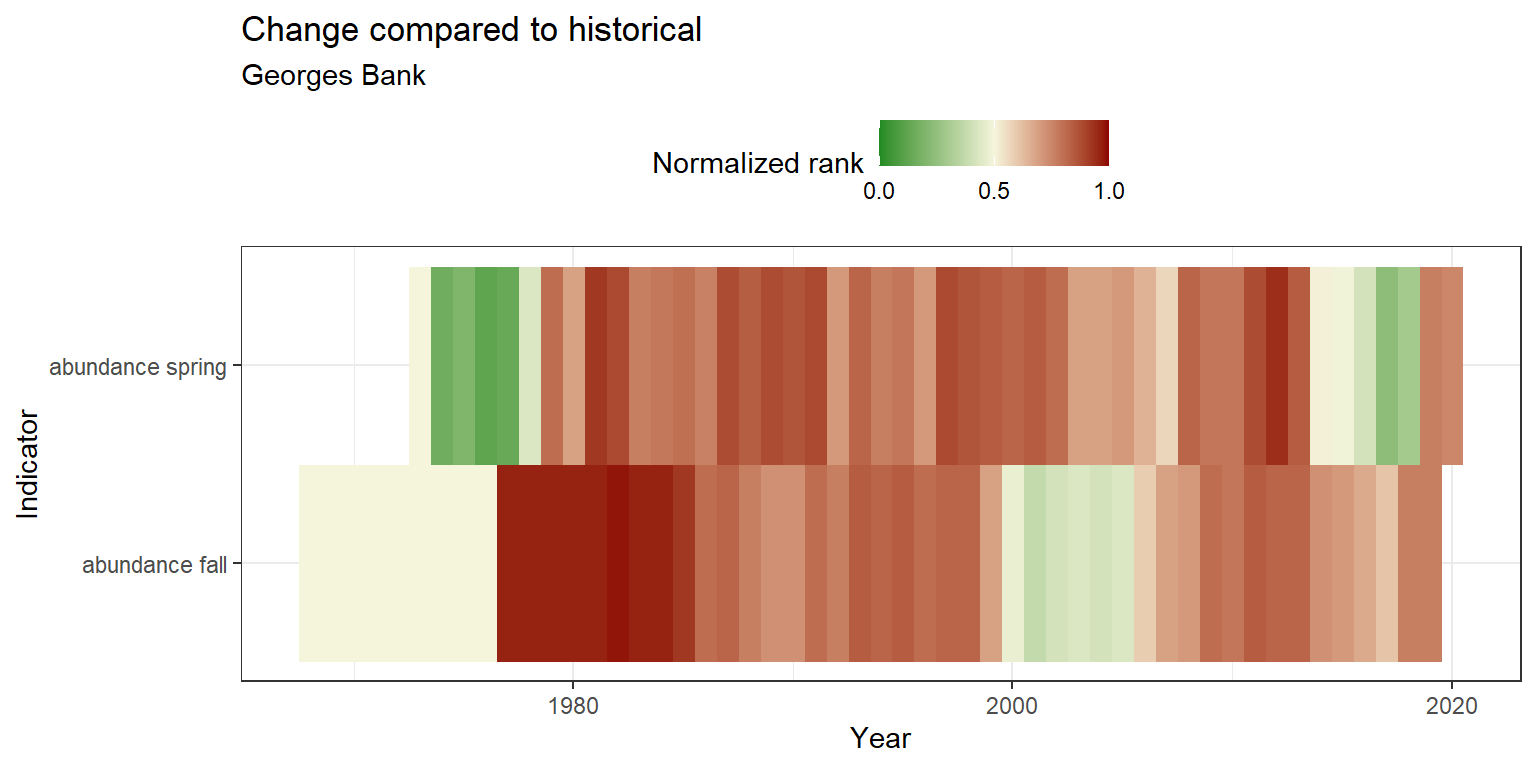 Change compared to historical
Georges Bank
Normalized rank
0.0 0.5 1.0
abundance spring
abundance fall
Indicator
1980 2000 2020
Year